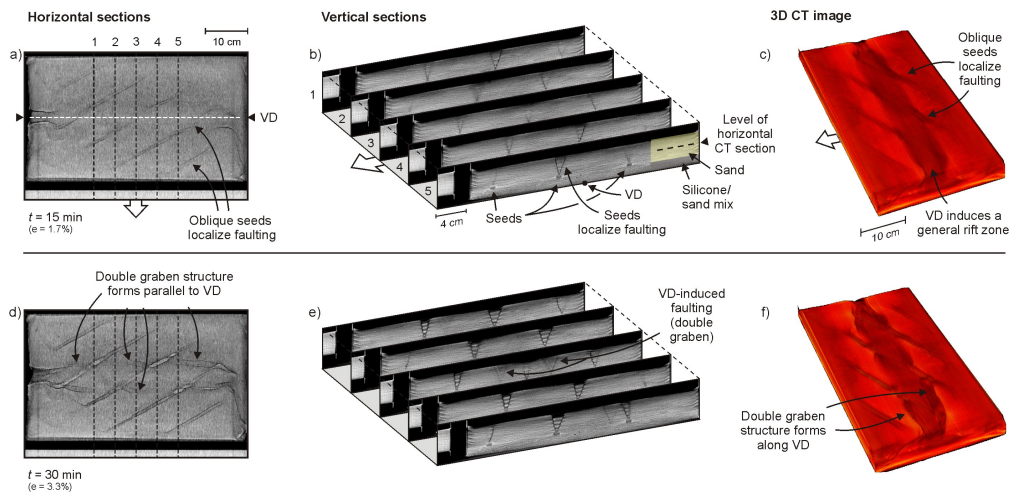 Horizontal sections
Vertical sections
3D CT image
a)
1 2 3 4 5
10 cm
VD
t = 15 min
(e = 1.7%)
Oblique seeds
localize faulting
b)
1
2
3
4
5
4 cm
Seeds
VD
Seeds
localize faulting
Level of
horizontal
CT section
Sand
Silicone/
sand mix
c)
Oblique
seeds
localize
faulting
10 cm
VD induces a
general rift zone
Double graben structure
forms parallel to VD
d)
t = 30 min
(e = 3.3%)
e)
VD-induced
faulting
(double
graben)
f)
Double graben
structure forms
along VD